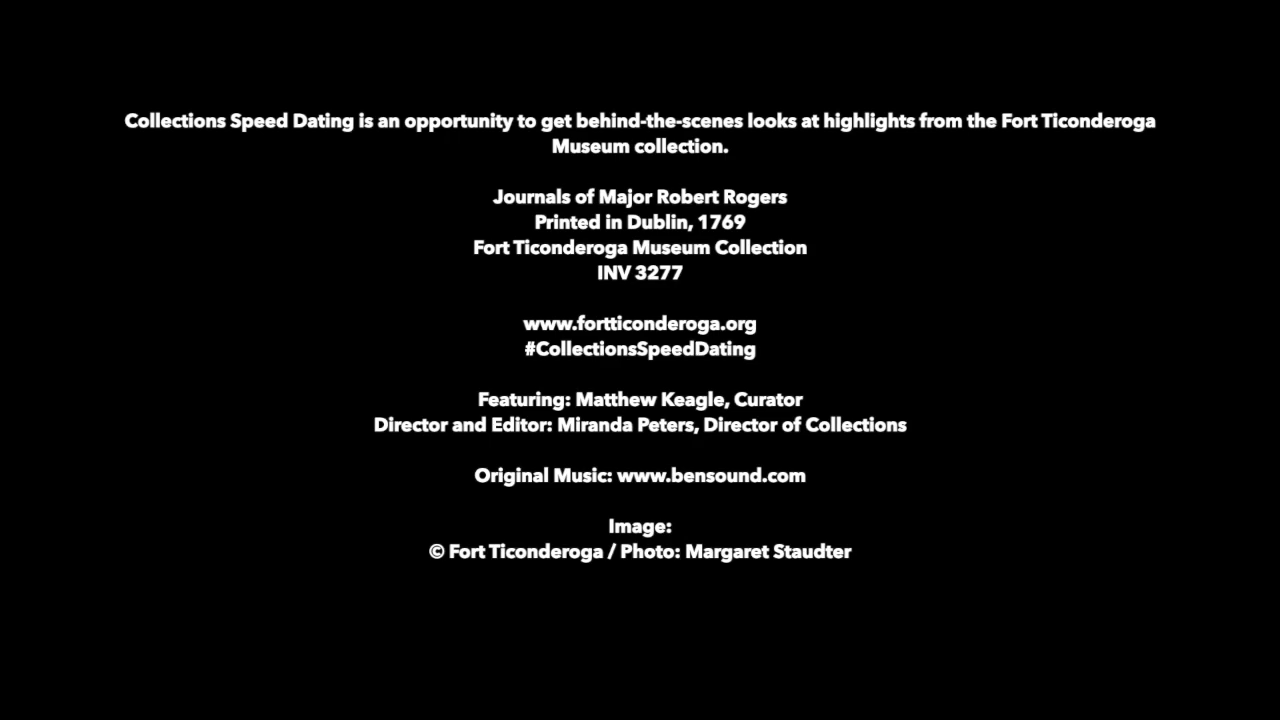 Collections Speed Dating is an opportunity to get behind-the-scenes looks at highlights from the Fort Ticonderoga
Museum collection.
Journals of Major Robert Rogers
Printed in Dublin, 1769
Fort Ticonderoga Museum Collection
INV 3277
www.fortticonderoga.org
#CollectionsSpeedDating
Featuring: Matthew Keagle, Curator
Director and Editor: Miranda Peters, Director of Collections
Original Music: www.bensound.com
Image:
© Fort Ticonderoga / Photo: Margaret Staudter